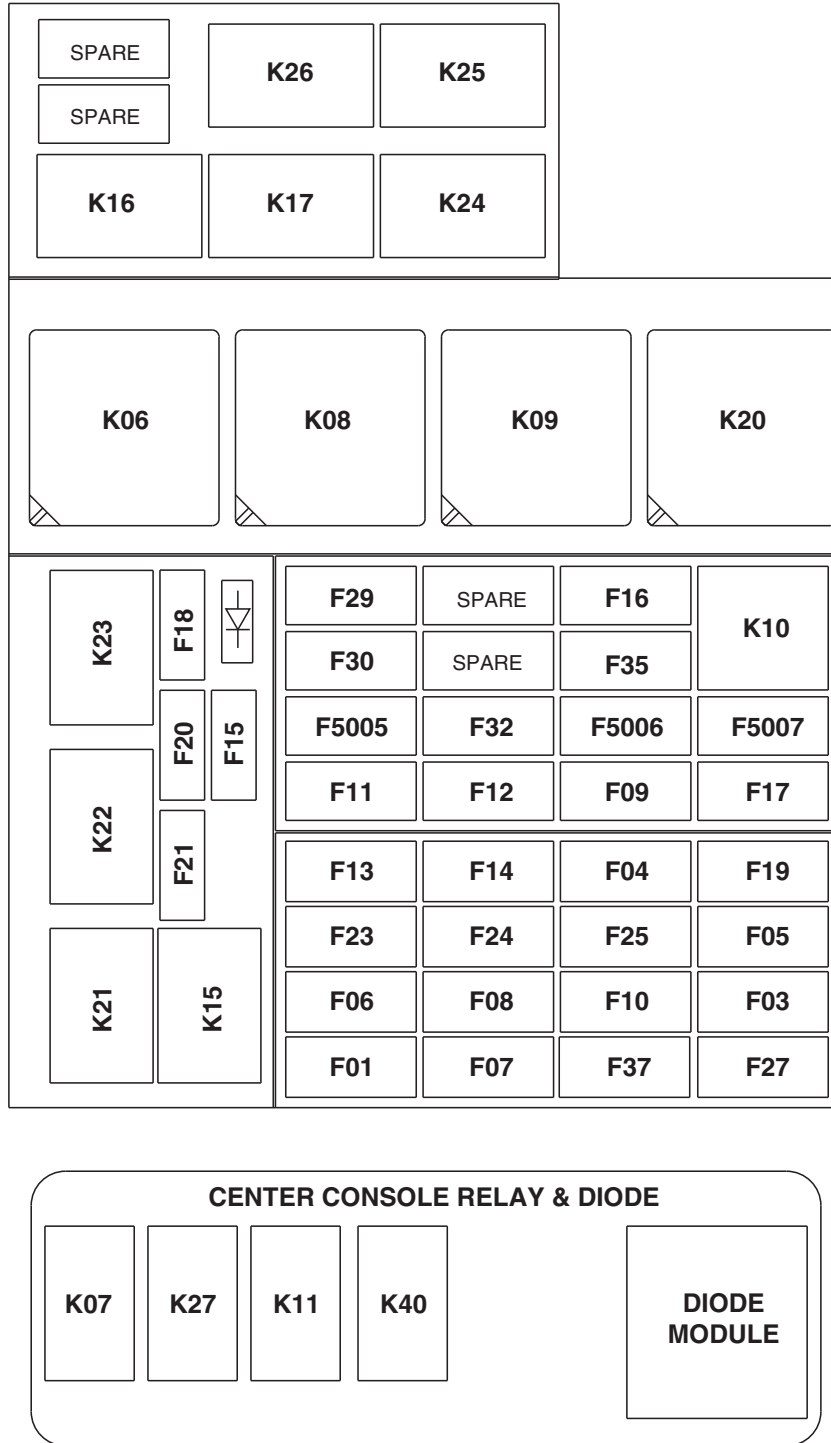 SPARE
SPARE
K26
K25
K16
K17
K24
K06
K08
K09
K20
K23
F18
F20
F15
K22
F21
K21
K15
F29
SPARE
F16
K10
F30
SPARE
F35
F5005
F32
F5006
F5007
F11
F12
F09
F17
F13
F14
F04
F19
F23
F24
F25
F05
F06
F08
F10
F03
F01
F07
F37
F27
CENTER CONSOLE RELAY & DIODE
K07
K27
K11
K40
DIODE
MODULE